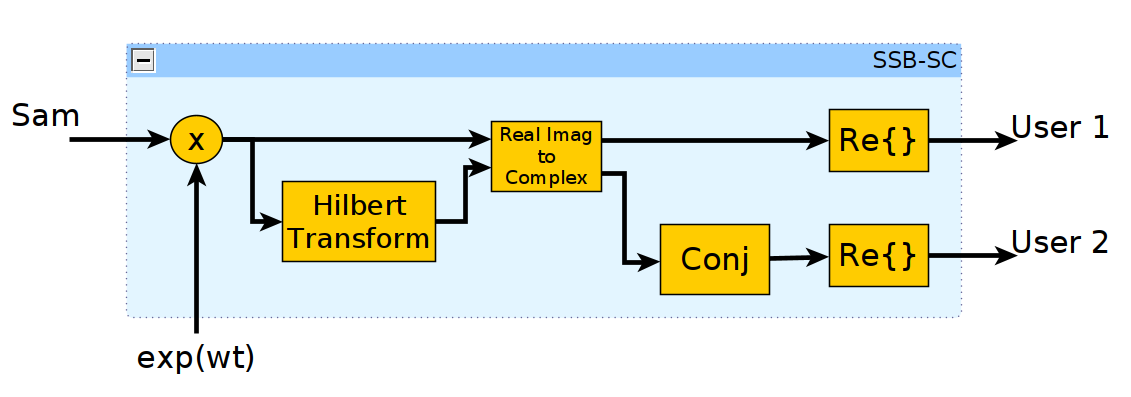 SSB-SC
Sam
x
Real Imag
to
Complex
Re{}
User 1
Hilbert
Transform
Conj
Re{}
User 2
exp(wt)